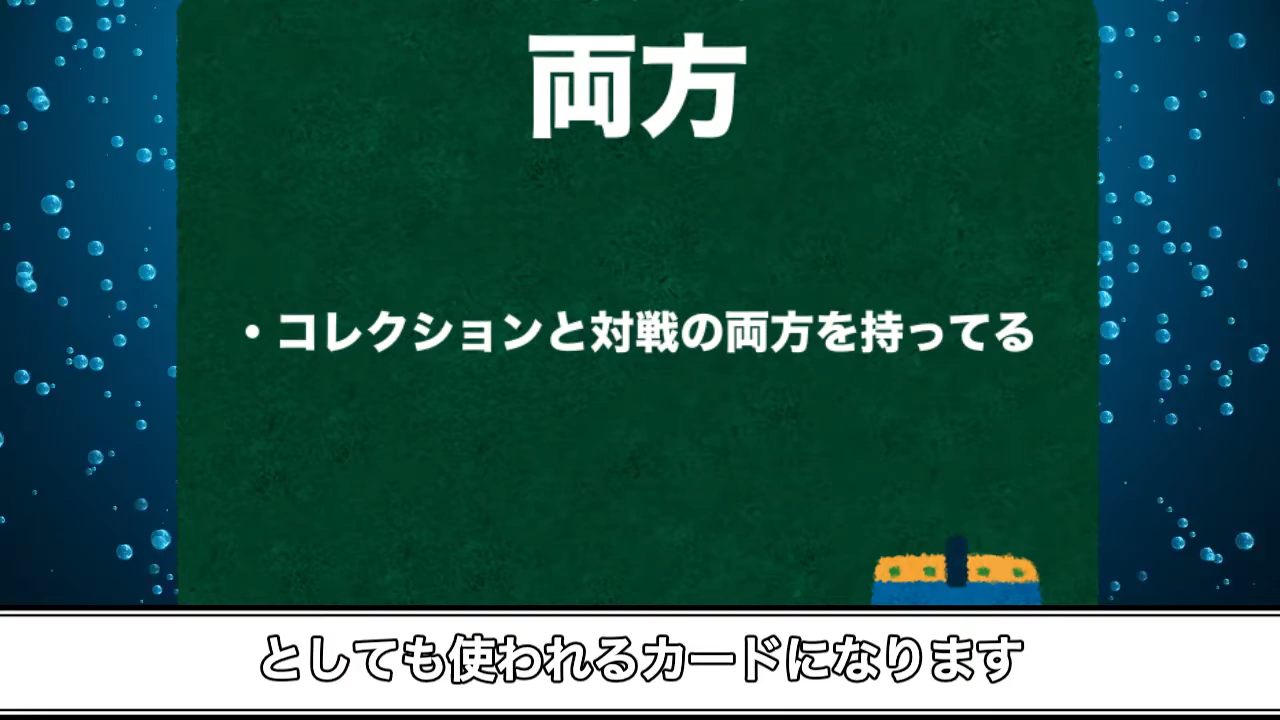 両方
・コレクションと対戦の両方を持ってる
としても使われるカードになります